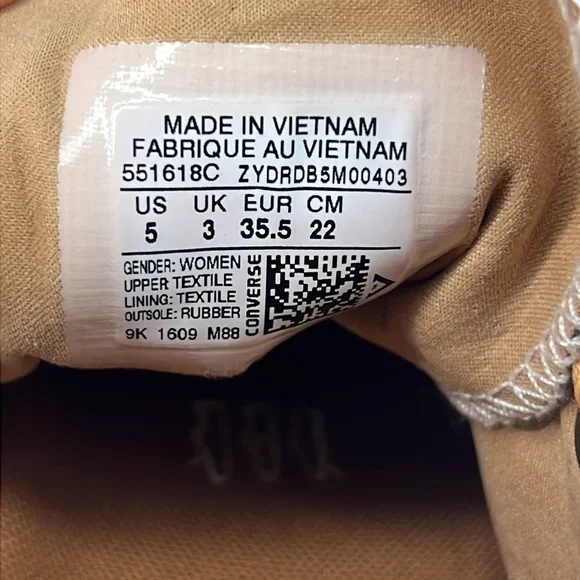 MADE IN VIETNAM
FABRIQUE AU VIETNAM
551618C ZYDRDB5M00403
US UK EUR CM
5 3 35.5 22
GENDER: WOMEN
UPPER TEXTILE
LINING: TEXTILE
OUTSOLE: RUBBER
9K 1609 M88
CONVERSE